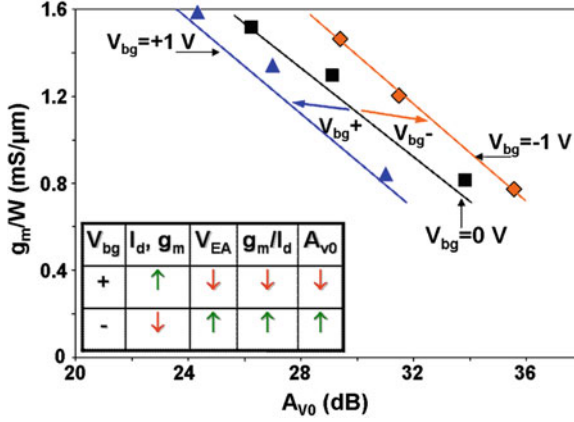 1.6
1.2
0.8
0.4
0
g_m/W (mS/μm)
V_bg=+1 V
V_bg+
V_bg-
V_bg=-1 V
V_bg=0 V
V_bg I_d, g_m V_EA g_m/I_d A_v0
+ ↑ ↓ ↓ ↓
- ↓ ↑ ↑ ↑
20 24 28 32 36
A_V0 (dB)